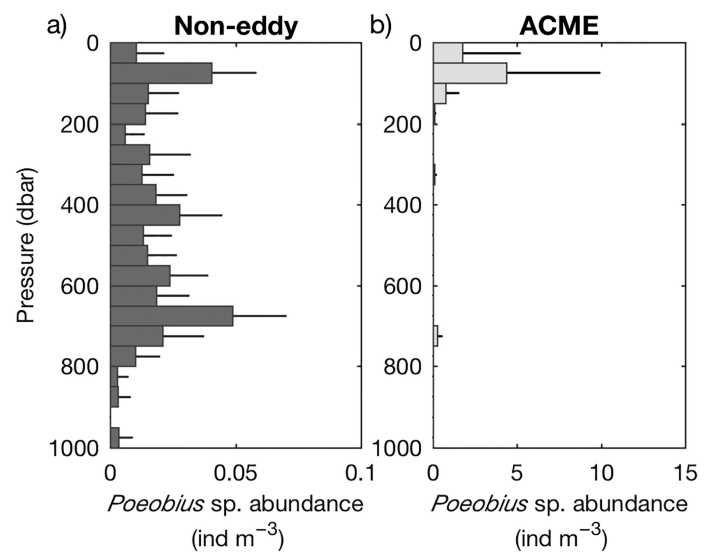 a) Non-eddy
b) ACME
Pressure (dbar)
0
200
400
600
800
1000
0 0.05 0.1
Poeobius sp. abundance
(ind m⁻³)
0
200
400
600
800
1000
0 5 10 15
Poeobius sp. abundance
(ind m⁻³)